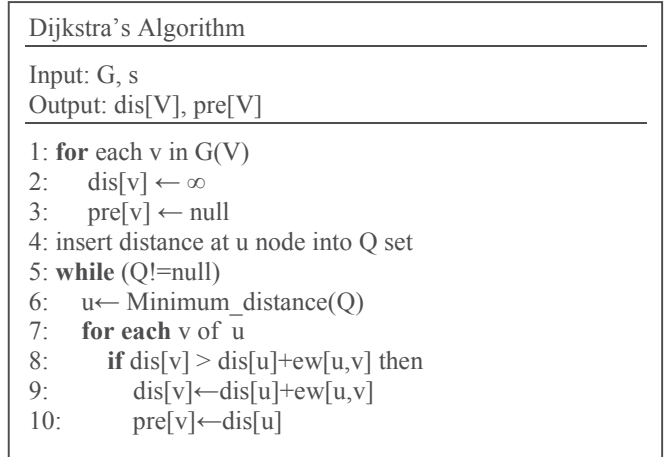 Dijkstra’s Algorithm
Input: G, s
Output: dis[V], pre[V]
1: for each v in G(V)
2: dis[v] ← ∞
3: pre[v] ← null
4: insert distance at u node into Q set
5: while (Q!=null)
6: u← Minimum_distance(Q)
7: for each v of u
8: if dis[v] > dis[u]+ew[u,v] then
9: dis[v]←dis[u]+ew[u,v]
10: pre[v]←dis[u]